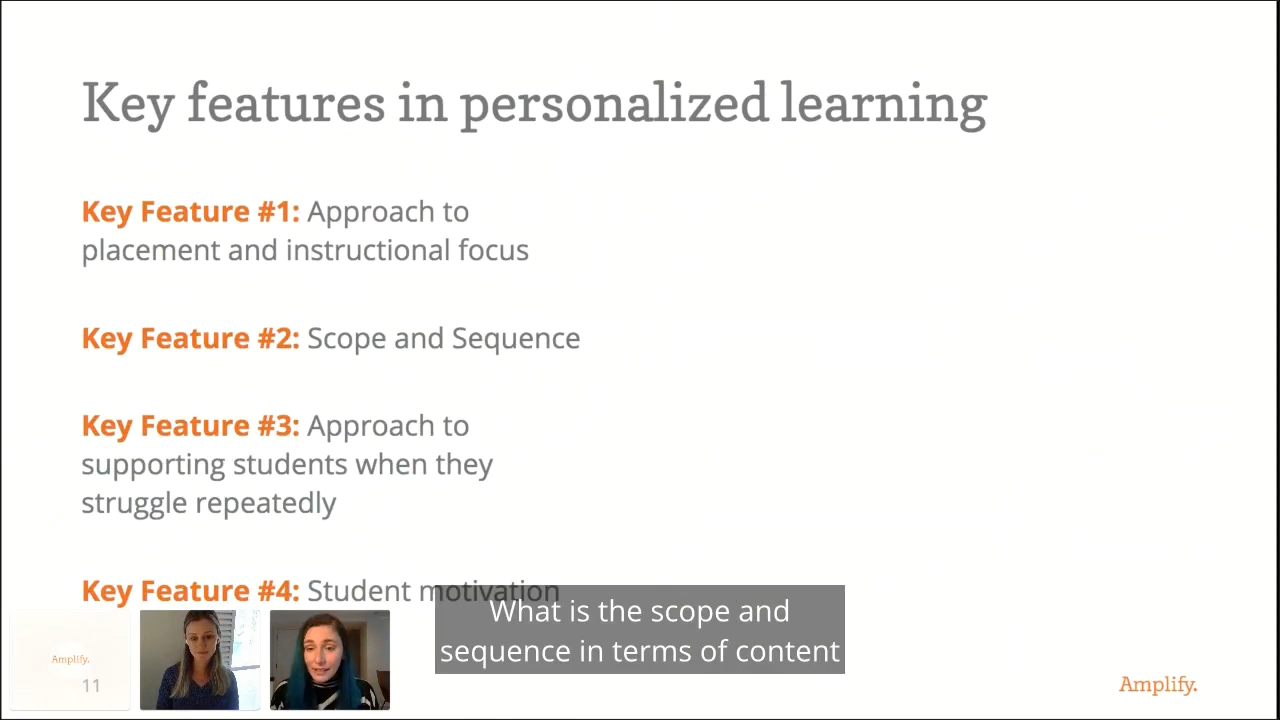 Key features in personalized learning
Key Feature #1: Approach to
placement and instructional focus
Key Feature #2: Scope and Sequence
Key Feature #3: Approach to
supporting students when they
struggle repeatedly
Key Feature #4: Student motivation
What is the scope and
sequence in terms of content
Amplify.
11
Amplify.